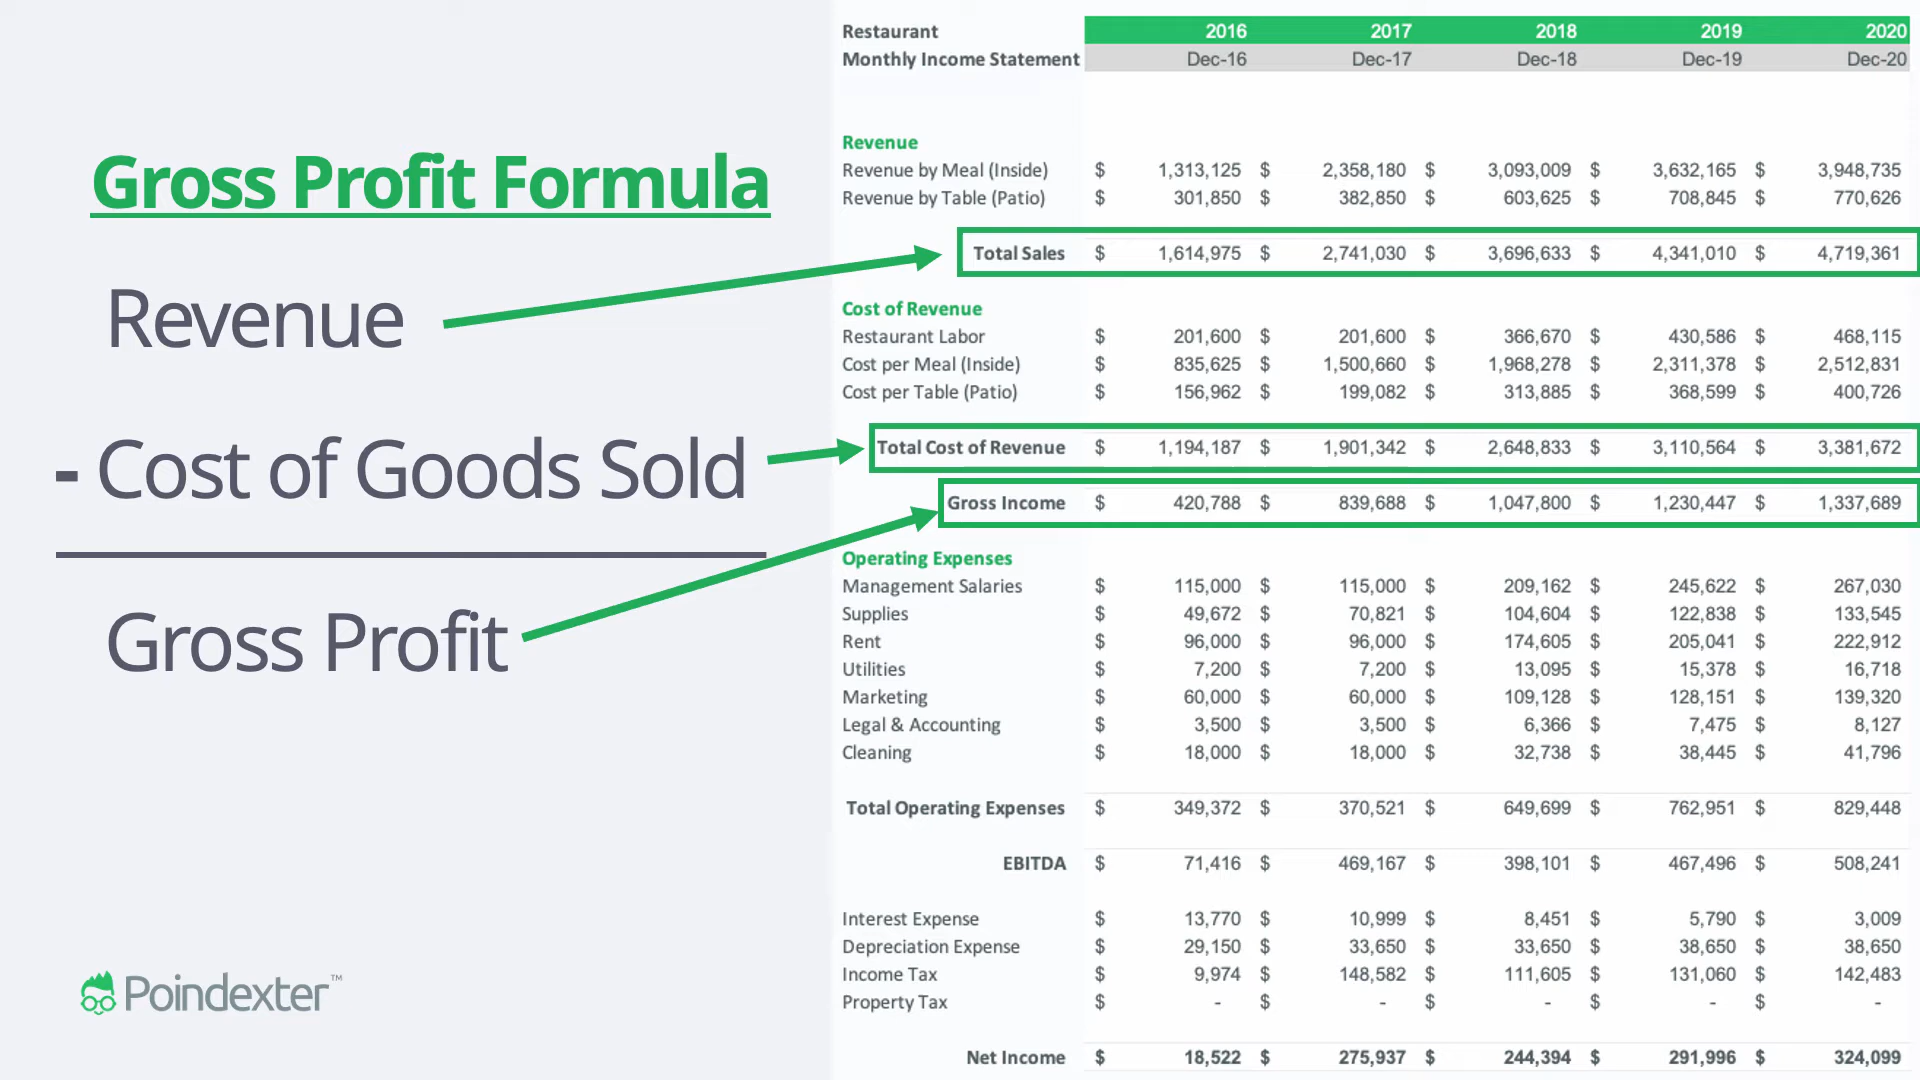 Gross Profit Formula
Revenue
- Cost of Goods Sold
Gross Profit
Poindexter™
Restaurant 2016 2017 2018 2019 2020
Monthly Income Statement Dec-16 Dec-17 Dec-18 Dec-19 Dec-20
Revenue
Revenue by Meal (Inside) $ 1,313,125 $ 2,358,180 $ 3,093,009 $ 3,632,165 $ 3,948,735
Revenue by Table (Patio) $ 301,850 $ 382,850 $ 603,625 $ 708,845 $ 770,626
Total Sales $ 1,614,975 $ 2,741,030 $ 3,696,633 $ 4,341,010 $ 4,719,361
Cost of Revenue
Restaurant Labor $ 201,600 $ 201,600 $ 366,670 $ 430,586 $ 468,115
Cost per Meal (Inside) $ 835,625 $ 1,500,660 $ 1,968,278 $ 2,311,378 $ 2,512,831
Cost per Table (Patio) $ 156,962 $ 199,082 $ 313,885 $ 368,599 $ 400,726
Total Cost of Revenue $ 1,194,187 $ 1,901,342 $ 2,648,833 $ 3,110,564 $ 3,381,672
Gross Income $ 420,788 $ 839,688 $ 1,047,800 $ 1,230,447 $ 1,337,689
Operating Expenses
Management Salaries $ 115,000 $ 115,000 $ 209,162 $ 245,622 $ 267,030
Supplies $ 49,672 $ 70,821 $ 104,604 $ 122,838 $ 133,545
Rent $ 96,000 $ 96,000 $ 174,605 $ 205,041 $ 222,912
Utilities $ 7,200 $ 7,200 $ 13,095 $ 15,378 $ 16,718
Marketing $ 60,000 $ 60,000 $ 109,128 $ 128,151 $ 139,320
Legal & Accounting $ 3,500 $ 3,500 $ 6,366 $ 7,475 $ 8,127
Cleaning $ 18,000 $ 18,000 $ 32,738 $ 38,445 $ 41,796
Total Operating Expenses $ 349,372 $ 370,521 $ 649,699 $ 762,951 $ 829,448
EBITDA $ 71,416 $ 469,167 $ 398,101 $ 467,496 $ 508,241
Interest Expense $ 13,770 $ 10,999 $ 8,451 $ 5,790 $ 3,009
Depreciation Expense $ 29,150 $ 33,650 $ 33,650 $ 38,650 $ 38,650
Income Tax $ 9,974 $ 148,582 $ 111,605 $ 131,060 $ 142,483
Property Tax $ - $ - $ - $ - $ -
Net Income $ 18,522 $ 275,937 $ 244,394 $ 291,996 $ 324,099